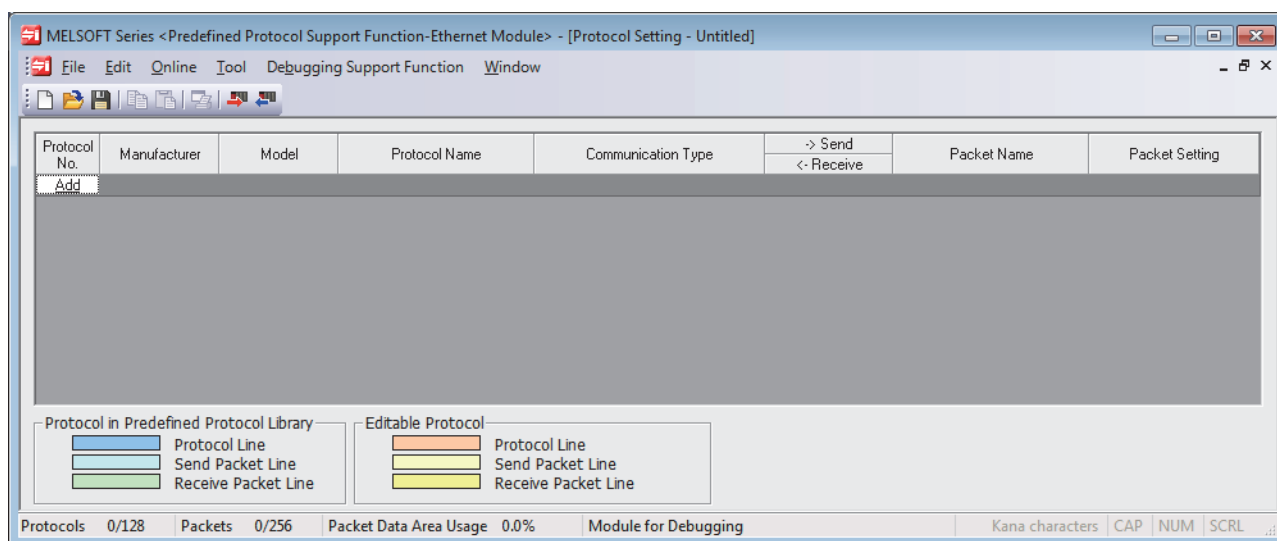 MELSOFT Series <Predefined Protocol Support Function-Ethernet Module> - [Protocol Setting - Untitled]
File Edit Online Tool Debugging Support Function Window
Protocol No. Manufacturer Model Protocol Name Communication Type -> Send <- Receive Packet Name Packet Setting
Add
Protocol in Predefined Protocol Library
Protocol Line
Send Packet Line
Receive Packet Line
Editable Protocol
Protocol Line
Send Packet Line
Receive Packet Line
Protocols 0/128 Packets 0/256 Packet Data Area Usage 0.0% Module for Debugging Kana characters CAP NUM SCRL